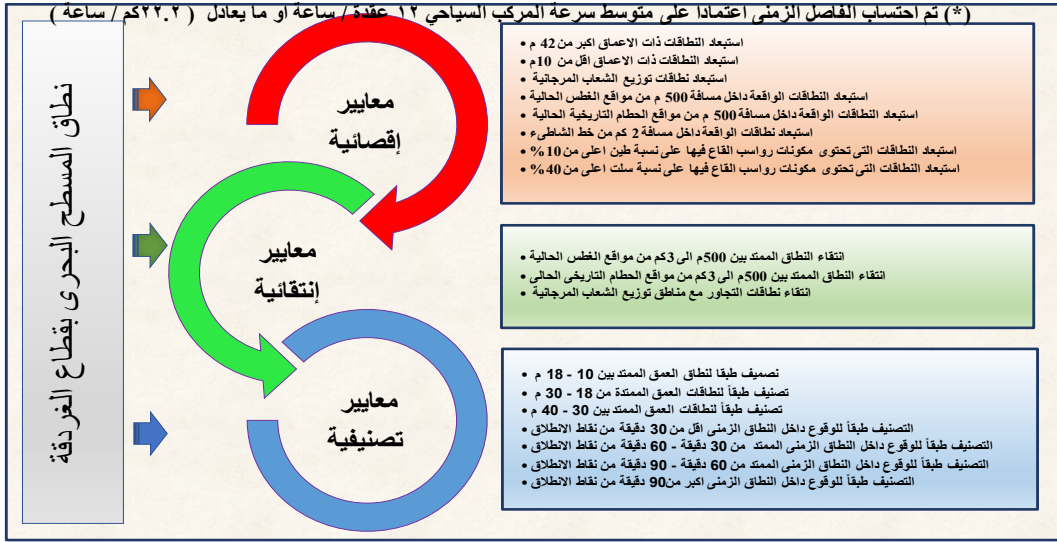 (*) تم احتساب الفاصل الزمنى اعتمادا على متوسط سرعة المركب السياحي ١٢ عقدة / ساعة او ما يعادل ( ٢٢.٢كم / ساعة )
نطاق المسطح البحرى بقطاع الغردقة
معايير
إقصائية
استبعاد النطاقات ذات الاعماق اكبر من 42 م
استبعاد النطاقات ذات الاعماق اقل من 10م
استبعاد نطاقات توزيع الشعاب المرجانية
استبعاد النطاقات الواقعة داخل مسافة 500 م من مواقع الغطس الحالية
استبعاد النطاقات الواقعة داخل مسافة 500 م من مواقع الحطام التاريخية الحالية
استبعاد نطاقات الواقعة داخل مسافة 2 كم من خط الشاطىء
استبعاد النطاقات التى تحتوى مكونات رواسب القاع فيها على نسبة طين اعلى من 10%
استبعاد النطاقات التى تحتوى مكونات رواسب القاع فيها على نسبة سلت اعلى من 40%
معايير
إنتقائية
انتقاء النطاق الممتد بين 500م الى 3كم من مواقع الغطس الحالية
انتقاء النطاق الممتد بين 500م الى 3كم من مواقع الحطام التاريخى الحالى
انتقاء نطاقات التجاور مع مناطق توزيع الشعاب المرجانية
معايير
تصنيفية
تصميف طبقا لنطاق العمق الممتد بين 10 - 18 م
تصنيف طبقاً لنطاقات العمق الممتدة من 18 - 30 م
تصنيف طبقاً لنطاقات العمق الممتد بين 30 - 40 م
التصنيف طبقاً للوقوع داخل النطاق الزمنى اقل من 30 دقيقة من نقاط الانطلاق
التصنيف طبقاً للوقوع داخل النطاق الزمنى الممتد من 30 دقيقة - 60 دقيقة من نقاط الانطلاق
التصنيف طبقاً للوقوع داخل النطاق الزمنى الممتد من 60 دقيقة - 90 دقيقة من نقاط الانطلاق
التصنيف طبقاً للوقوع داخل النطاق الزمنى اكبر من90 دقيقة من نقاط الانطلاق